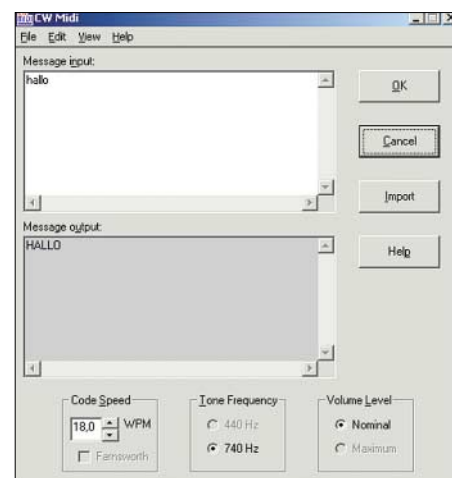 CW Midi
File Edit View Help
Message input:
hallo
OK
Cancel
Import
Message output:
HALLO
Help
Code Speed
18,0 WPM
Farnsworth
Tone Frequency
440 Hz
740 Hz
Volume Level
Nominal
Maximum